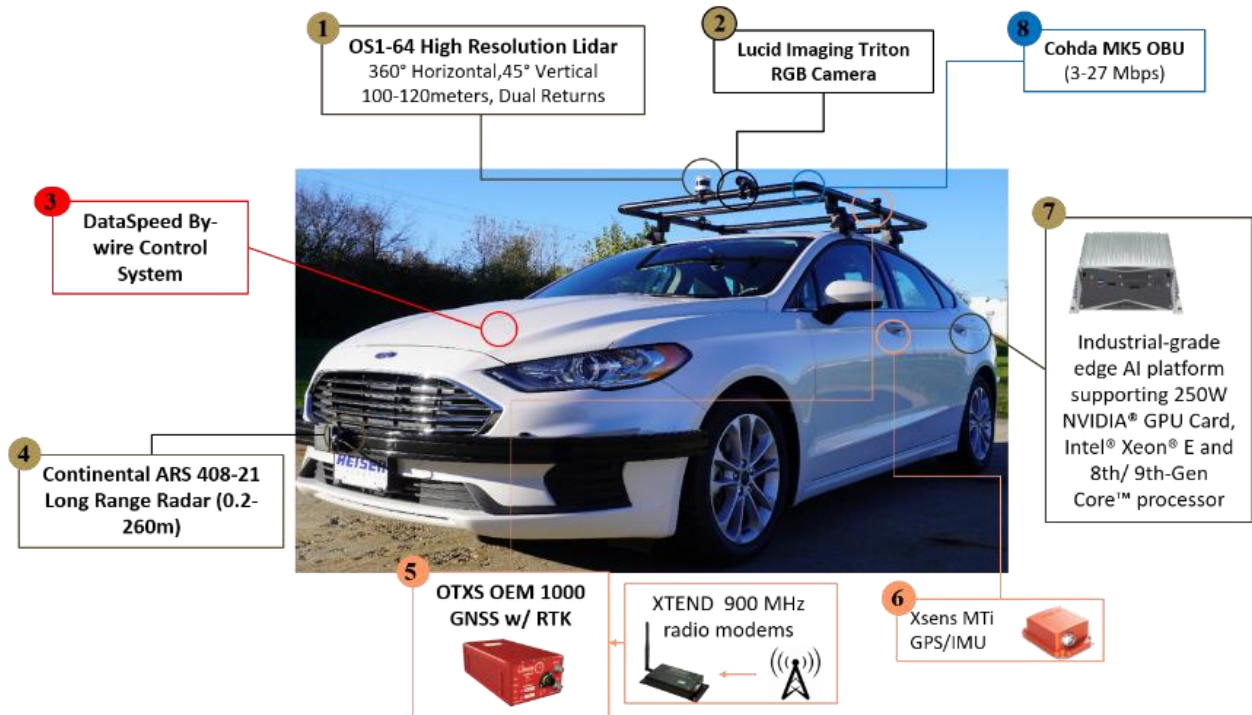 1
OS1-64 High Resolution Lidar
360° Horizontal,45° Vertical
100-120meters, Dual Returns
2
Lucid Imaging Triton
RGB Camera
8
Cohda MK5 OBU
(3-27 Mbps)
3
DataSpeed By-
wire Control
System
7
Industrial-grade
edge AI platform
supporting 250W
NVIDIA® GPU Card,
Intel® Xeon® E and
8th/ 9th-Gen
Core™ processor
4
Continental ARS 408-21
Long Range Radar (0.2-
260m)
Ford
HEISER
5
OTXS OEM 1000
GNSS w/ RTK
XTEND 900 MHz
radio modems
6
Xsens MTi
GPS/IMU